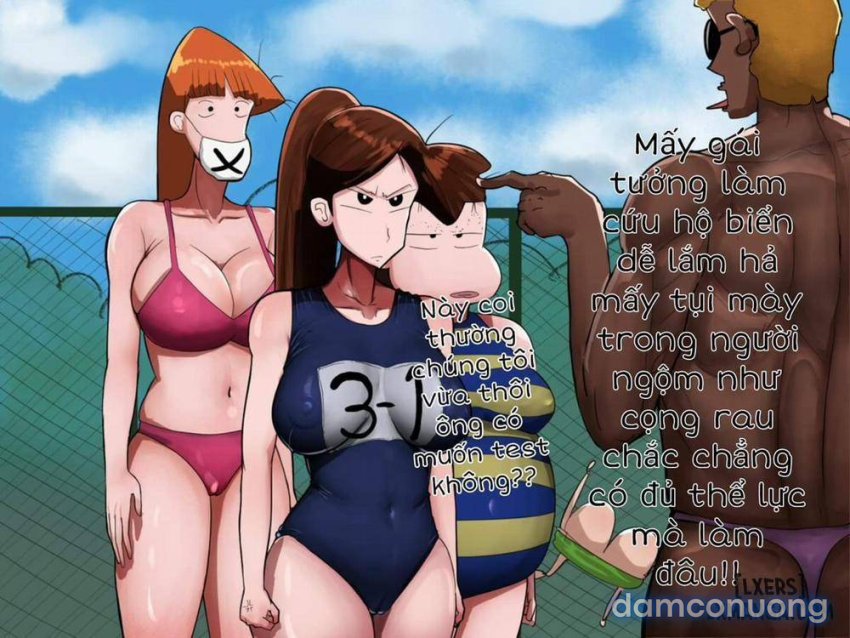 Mấy gái
tưởng làm
cứu hộ biển
dễ lắm hả
mấy tụi mày
trong người
ngộm như
cọng rau
chắc chẳng
có đủ thể lực
mà làm
đâu!!
Này coi
thường
chúng tôi
vừa thôi
ông có
muốn test
không??
3-1
X
[LXERS]
damconuong